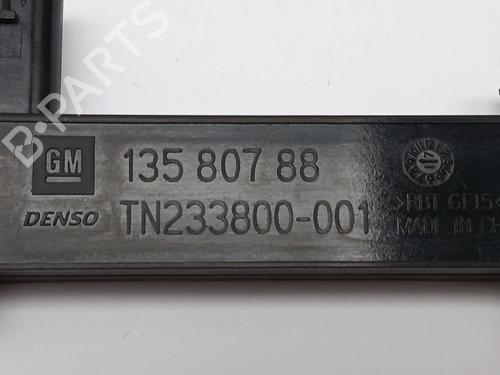 B-PARTS
GM 135 807 88
DENSO TN233800-001
>PBT GF15<
MADE IN CH